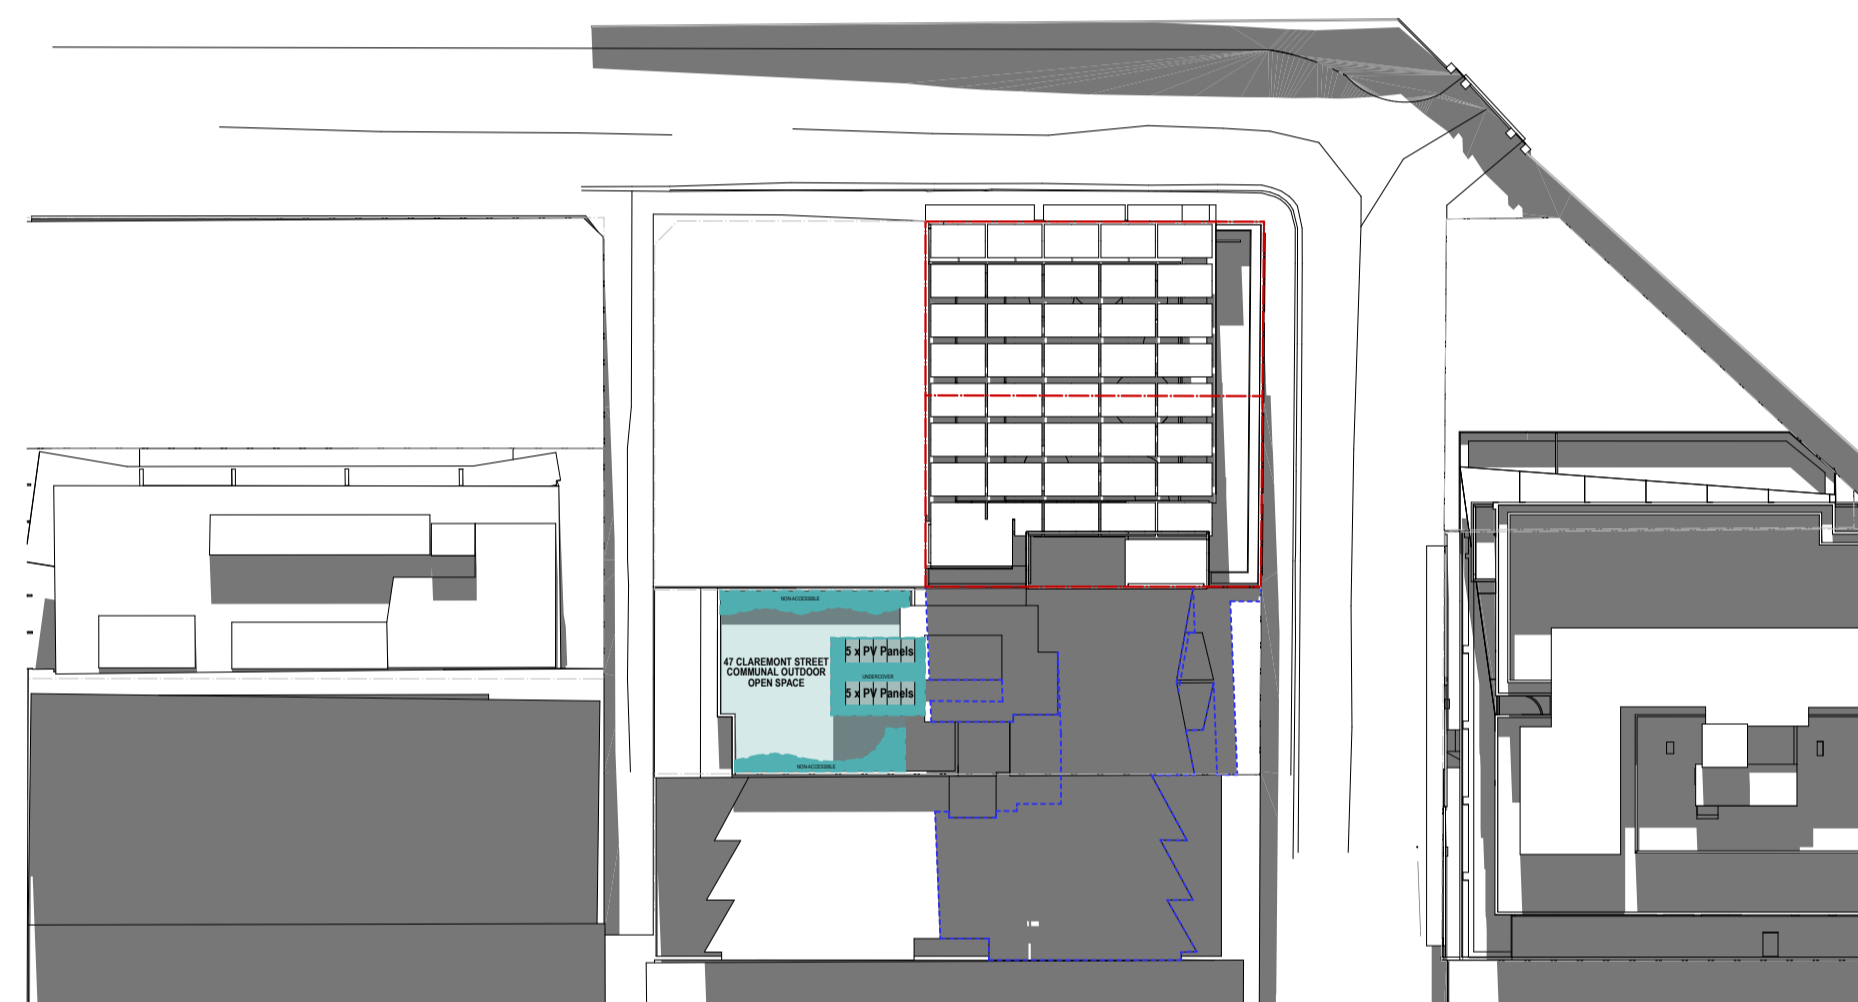 NON-ACCESSIBLE
5 x PV Panels
47 CLAREMONT STREET
COMMUNAL OUTDOOR
OPEN SPACE
UNDERCOVER
5 x PV Panels
NON-ACCESSIBLE